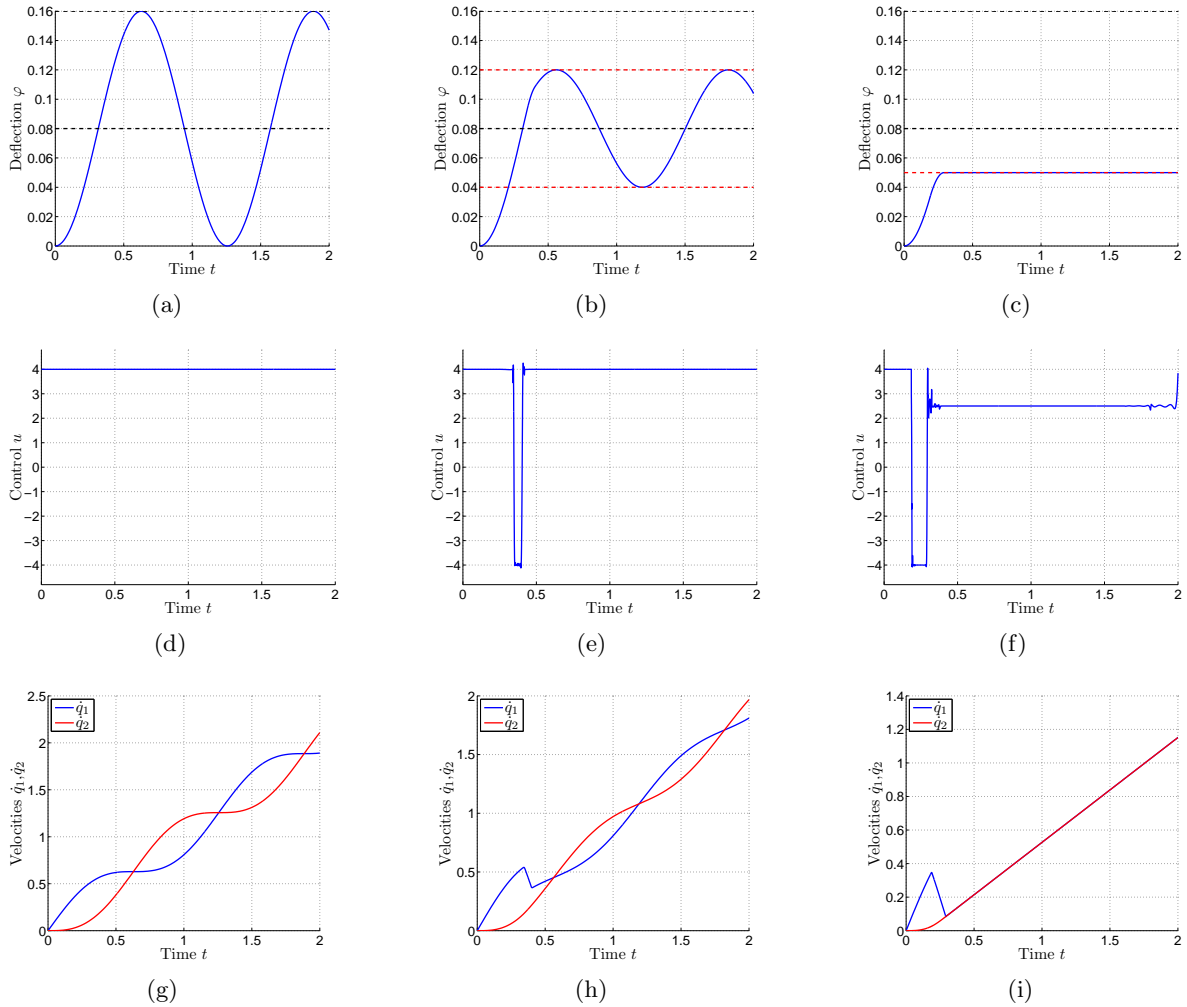 0.16
0.14
0.12
0.1
0.08
0.06
0.04
0.02
0
Deflection φ
0 0.5 1 1.5 2
Time t
(a)
0.16
0.14
0.12
0.1
0.08
0.06
0.04
0.02
0
Deflection φ
0 0.5 1 1.5 2
Time t
(b)
0.16
0.14
0.12
0.1
0.08
0.06
0.04
0.02
0
Deflection φ
0 0.5 1 1.5 2
Time t
(c)
4
3
2
1
0
−1
−2
−3
−4
Control u
0 0.5 1 1.5 2
Time t
(d)
4
3
2
1
0
−1
−2
−3
−4
Control u
0 0.5 1 1.5 2
Time t
(e)
4
3
2
1
0
−1
−2
−3
−4
Control u
0 0.5 1 1.5 2
Time t
(f)
2.5
2
1.5
1
0.5
0
Velocities q̇1,q̇2
q̇1
q̇2
0 0.5 1 1.5 2
Time t
(g)
2
1.5
1
0.5
0
Velocities q̇1,q̇2
q̇1
q̇2
0 0.5 1 1.5 2
Time t
(h)
1.4
1.2
1
0.8
0.6
0.4
0.2
0
Velocities q̇1,q̇2
q̇1
q̇2
0 0.5 1 1.5 2
Time t
(i)